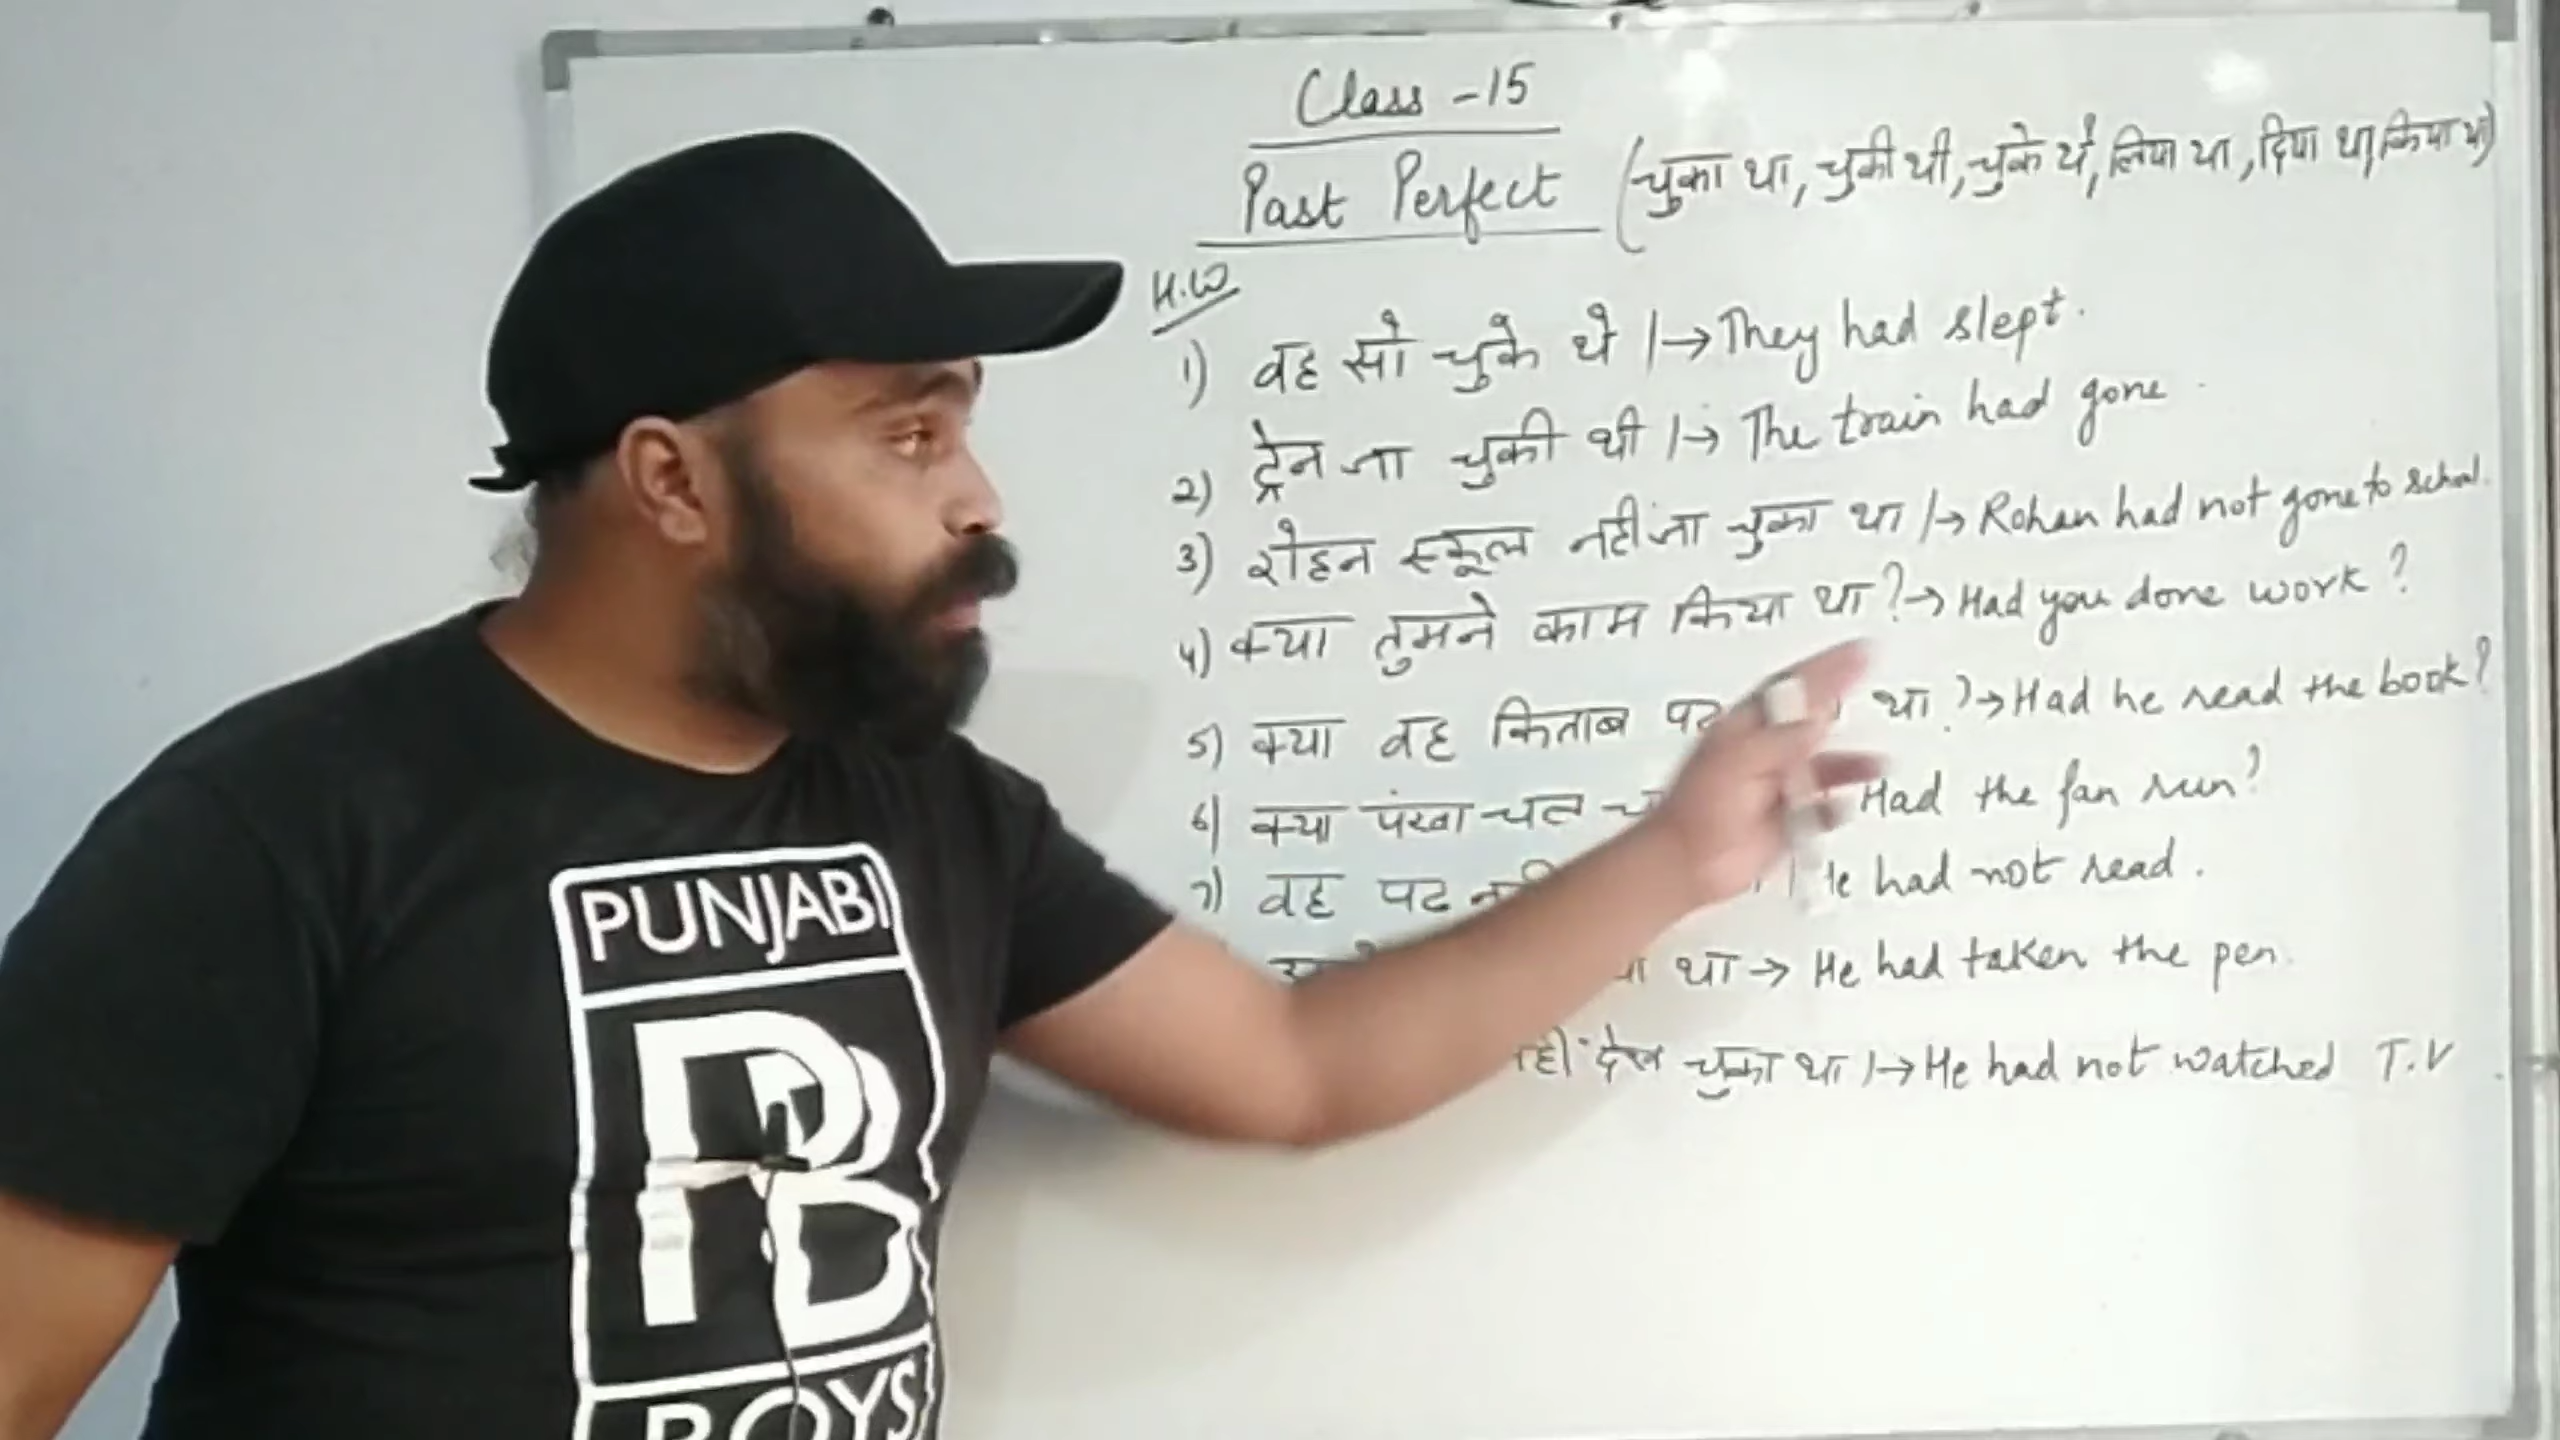 Class -15
Past Perfect (चुका था, चुकी थी, चुके थे, लिया था, दिया था, किया था)
H.W
1) वह सो चुके थे |→ They had slept.
2) ट्रेन जा चुकी थी |→ The train had gone.
3) रोहन स्कूल नहीं जा चुका था |→ Rohan had not gone to school.
4) क्या तुमने काम किया था ?→ Had you done work ?
5) क्या वह किताब था ?→ Had he read the book?
6) क्या पंखा चल Had the fan run?
7) वह पढ had not read.
था → He had taken the pen.
देख चुका था |→ He had not watched T.V
PUNJABI
PB
BOYS